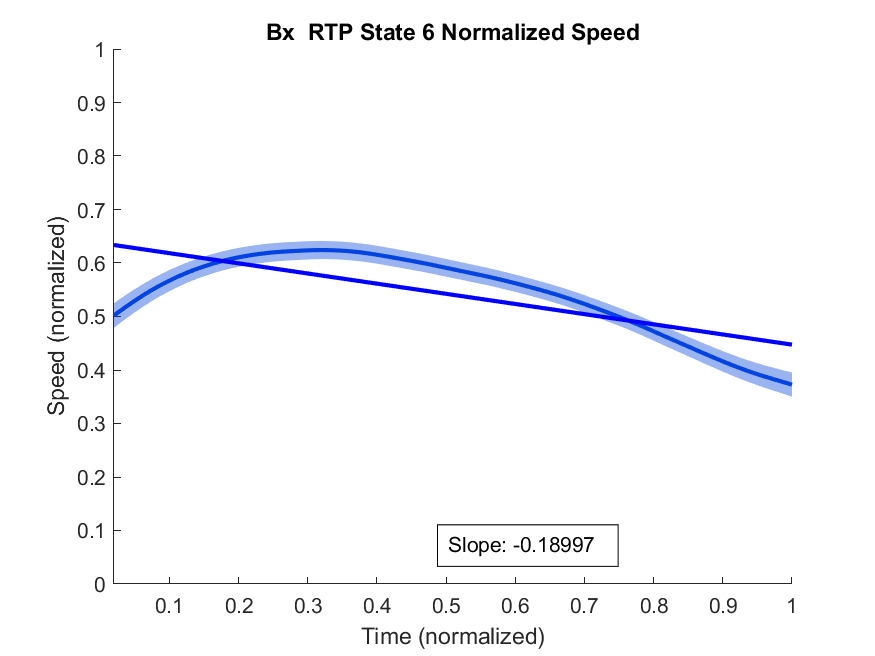 Bx  RTP State 6 Normalized Speed
1
0.9
0.8
0.7
0.6
0.5
0.4
0.3
0.2
0.1
0
Speed (normalized)
Slope: -0.18997
0.1 0.2 0.3 0.4 0.5 0.6 0.7 0.8 0.9 1
Time (normalized)